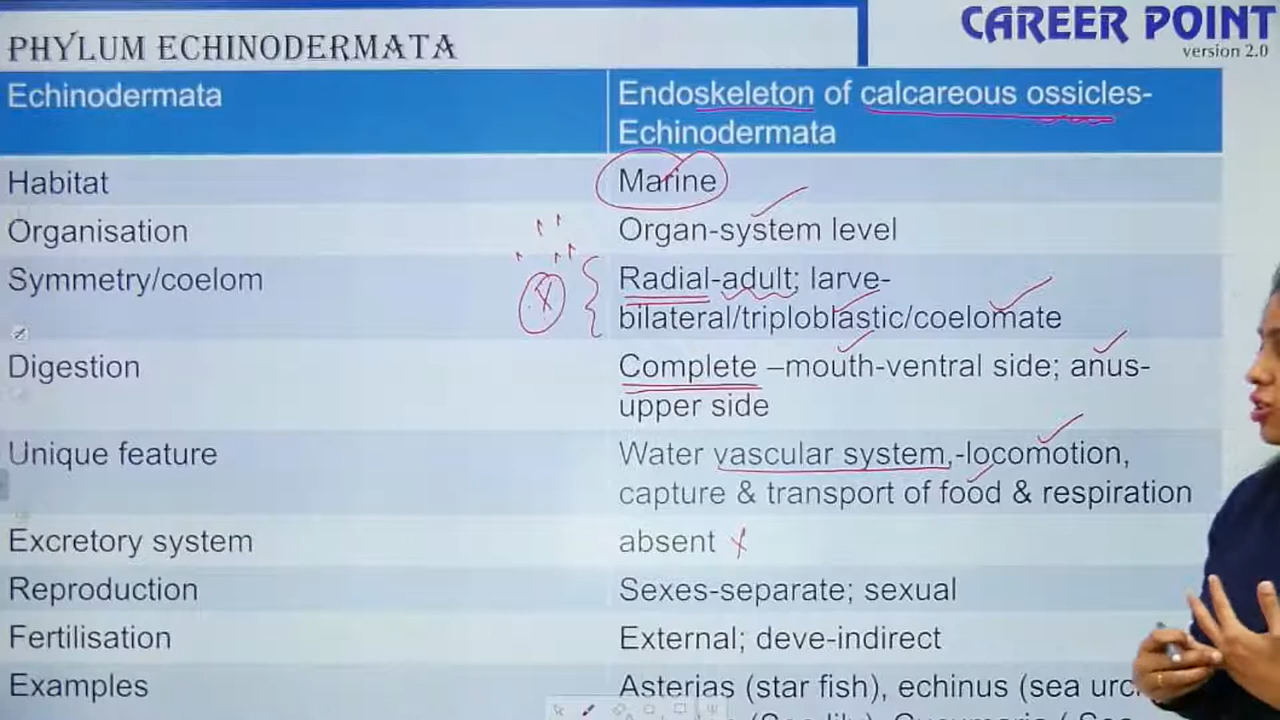 CAREER POINT
version 2.0
PHYLUM ECHINODERMATA
Echinodermata
Endoskeleton of calcareous ossicles-
Echinodermata
Habitat
Marine
Organisation
Organ-system level
Symmetry/coelom
Radial-adult; larve-
bilateral/triploblastic/coelomate
Digestion
Complete –mouth-ventral side; anus-
upper side
Unique feature
Water vascular system,-locomotion,
capture & transport of food & respiration
Excretory system
absent
Reproduction
Sexes-separate; sexual
Fertilisation
External; deve-indirect
Examples
Asterias (star fish), echinus (sea